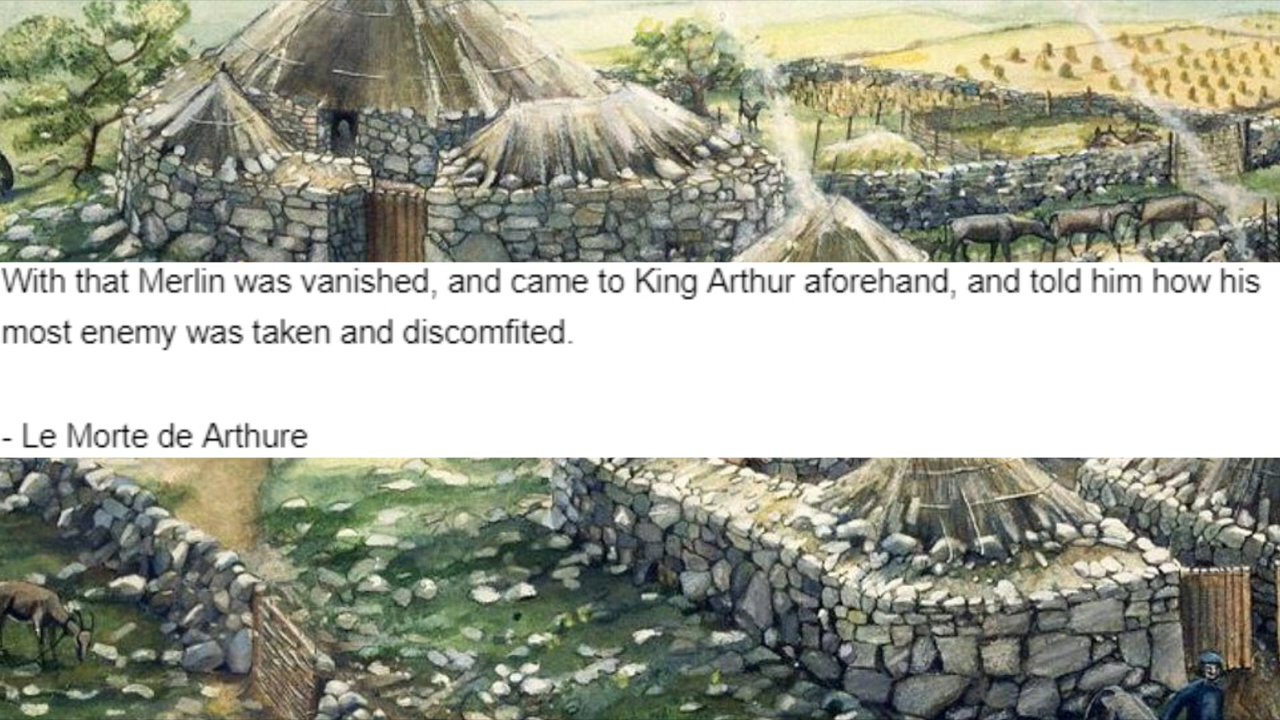 With that Merlin was vanished, and came to King Arthur aforehand, and told him how his
most enemy was taken and discomfited.
- Le Morte de Arthure